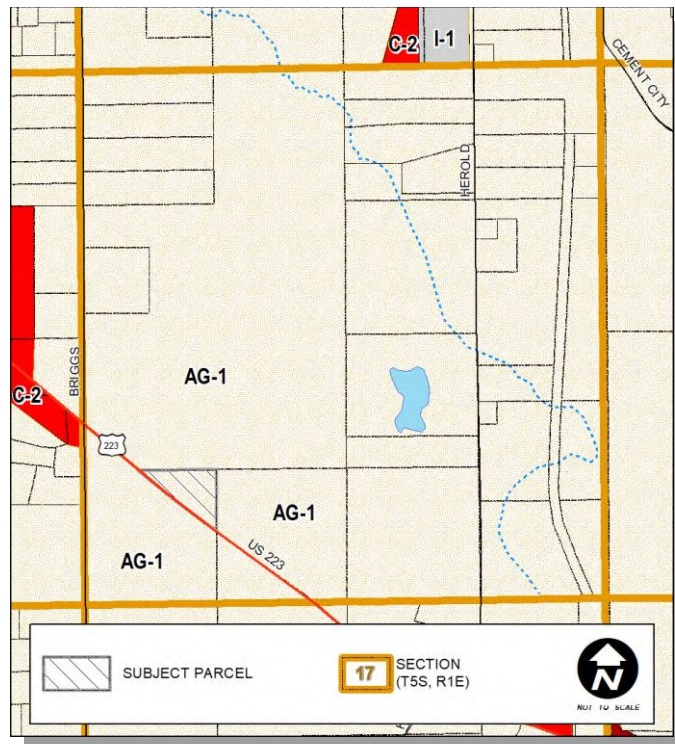 C-2
I-1
CEMENT CITY
HEROLD
BRIGGS
AG-1
C-2
223
AG-1
US 223
AG-1
SUBJECT PARCEL
17
SECTION
(T5S, R1E)
N
NOT TO SCALE